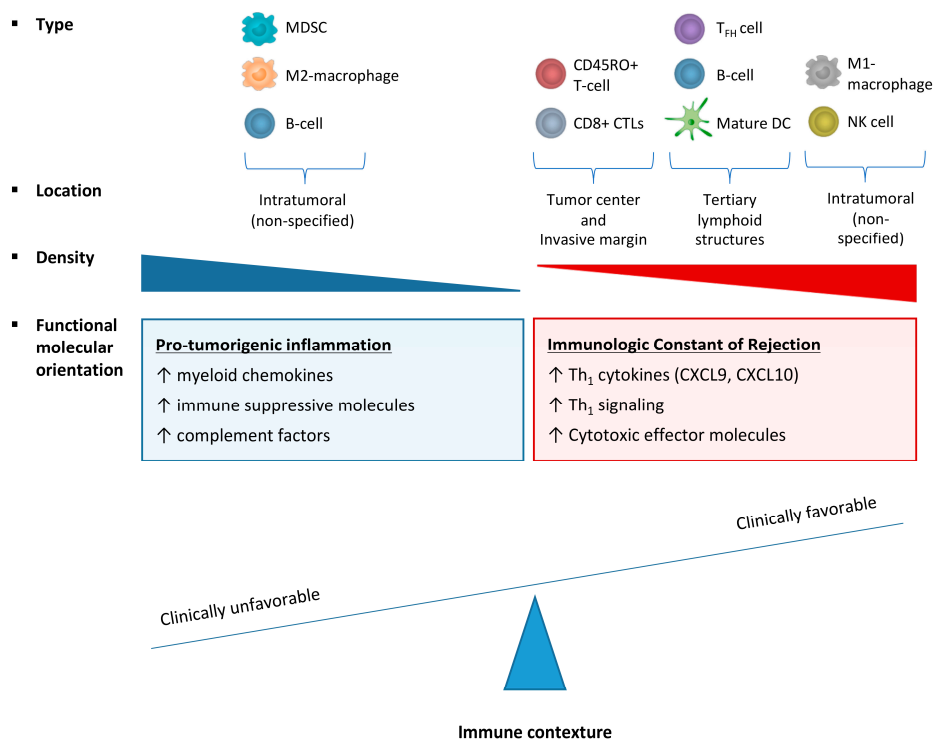 ▪ Type
MDSC
M2-macrophage
B-cell
CD45RO+
T-cell
CD8+ CTLs
T_FH cell
B-cell
Mature DC
M1-
macrophage
NK cell
▪ Location
Intratumoral
(non-specified)
Tumor center
and
Invasive margin
Tertiary
lymphoid
structures
Intratumoral
(non-
specified)
▪ Density
▪ Functional
molecular
orientation
Pro-tumorigenic inflammation
↑ myeloid chemokines
↑ immune suppressive molecules
↑ complement factors
Immunologic Constant of Rejection
↑ Th₁ cytokines (CXCL9, CXCL10)
↑ Th₁ signaling
↑ Cytotoxic effector molecules
Clinically favorable
Clinically unfavorable
Immune contexture